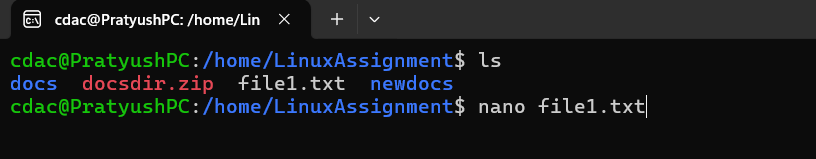 cdac@PratyushPC: /home/Lin
cdac@PratyushPC:/home/LinuxAssignment$ ls
docs  docsdir.zip  file1.txt  newdocs
cdac@PratyushPC:/home/LinuxAssignment$ nano file1.txt